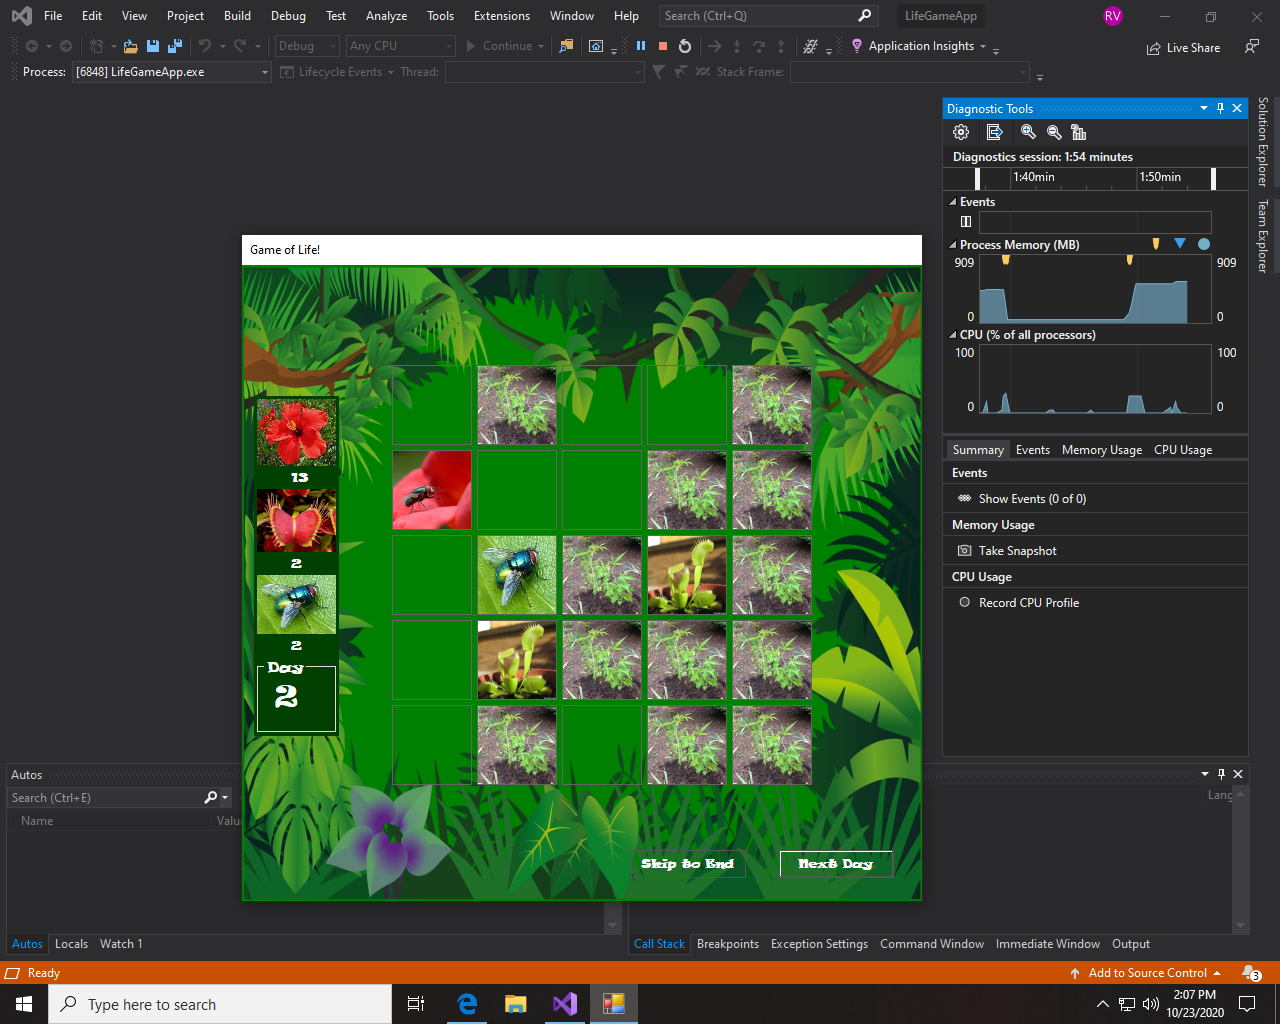 File Edit View Project Build Debug Test Analyze Tools Extensions Window Help Search (Ctrl+Q) LifeGameApp RV
Debug Any CPU Continue Application Insights Live Share
Process: [6848] LifeGameApp.exe Lifecycle Events Thread: Stack Frame:
Diagnostic Tools
Diagnostics session: 1:54 minutes
1:40min 1:50min
Events
Process Memory (MB)
909 909
0 0
CPU (% of all processors)
100 100
0 0
Summary Events Memory Usage CPU Usage
Events
Show Events (0 of 0)
Memory Usage
Take Snapshot
CPU Usage
Record CPU Profile
Solution Explorer
Team Explorer
Game of Life!
13
2
2
Day
2
Skip to End Next Day
Autos
Search (Ctrl+E)
Name Valu
Lang
Autos Locals Watch 1
Call Stack Breakpoints Exception Settings Command Window Immediate Window Output
Ready Add to Source Control 3
Type here to search
2:07 PM
10/23/2020